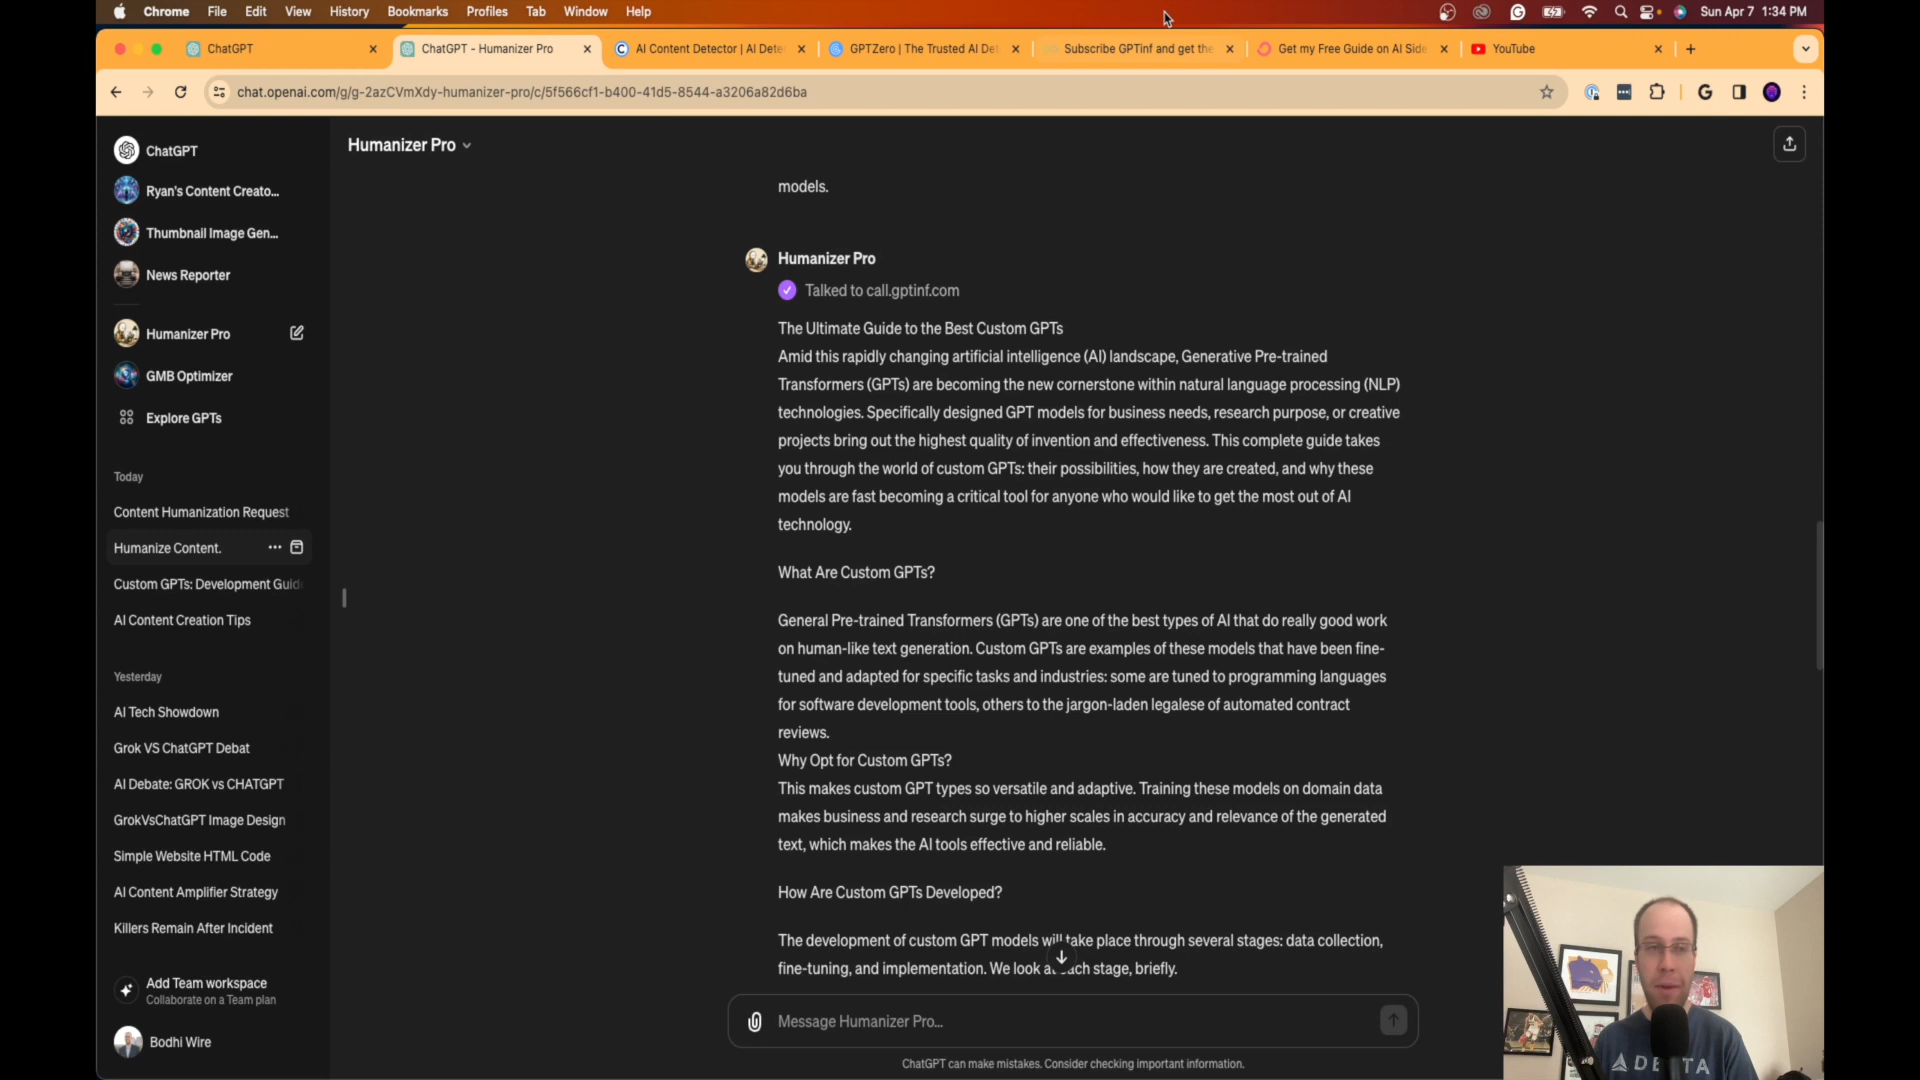 Chrome File Edit View History Bookmarks Profiles Tab Window Help Sun Apr 7 1:34 PM
ChatGPT ChatGPT - Humanizer Pro AI Content Detector | AI Dete GPTZero | The Trusted AI Det Subscribe GPTinf and get the Get my Free Guide on AI Side YouTube
chat.openai.com/g/g-2azCVmXdy-humanizer-pro/c/5f566cf1-b400-41d5-8544-a3206a82d6ba
ChatGPT
Ryan's Content Creato...
Thumbnail Image Gen...
News Reporter
Humanizer Pro
GMB Optimizer
Explore GPTs
Today
Content Humanization Request
Humanize Content.
Custom GPTs: Development Guide
AI Content Creation Tips
Yesterday
AI Tech Showdown
Grok VS ChatGPT Debat
AI Debate: GROK vs CHATGPT
GrokVsChatGPT Image Design
Simple Website HTML Code
AI Content Amplifier Strategy
Killers Remain After Incident
Add Team workspace
Collaborate on a Team plan
Bodhi Wire
Humanizer Pro
models.
Humanizer Pro
Talked to call.gptinf.com
The Ultimate Guide to the Best Custom GPTs
Amid this rapidly changing artificial intelligence (AI) landscape, Generative Pre-trained
Transformers (GPTs) are becoming the new cornerstone within natural language processing (NLP)
technologies. Specifically designed GPT models for business needs, research purpose, or creative
projects bring out the highest quality of invention and effectiveness. This complete guide takes
you through the world of custom GPTs: their possibilities, how they are created, and why these
models are fast becoming a critical tool for anyone who would like to get the most out of AI
technology.
What Are Custom GPTs?
General Pre-trained Transformers (GPTs) are one of the best types of AI that do really good work
on human-like text generation. Custom GPTs are examples of these models that have been fine-
tuned and adapted for specific tasks and industries: some are tuned to programming languages
for software development tools, others to the jargon-laden legalese of automated contract
reviews.
Why Opt for Custom GPTs?
This makes custom GPT types so versatile and adaptive. Training these models on domain data
makes business and research surge to higher scales in accuracy and relevance of the generated
text, which makes the AI tools effective and reliable.
How Are Custom GPTs Developed?
The development of custom GPT models will take place through several stages: data collection,
fine-tuning, and implementation. We look at each stage, briefly.
Message Humanizer Pro...
ChatGPT can make mistakes. Consider checking important information.
DELTA